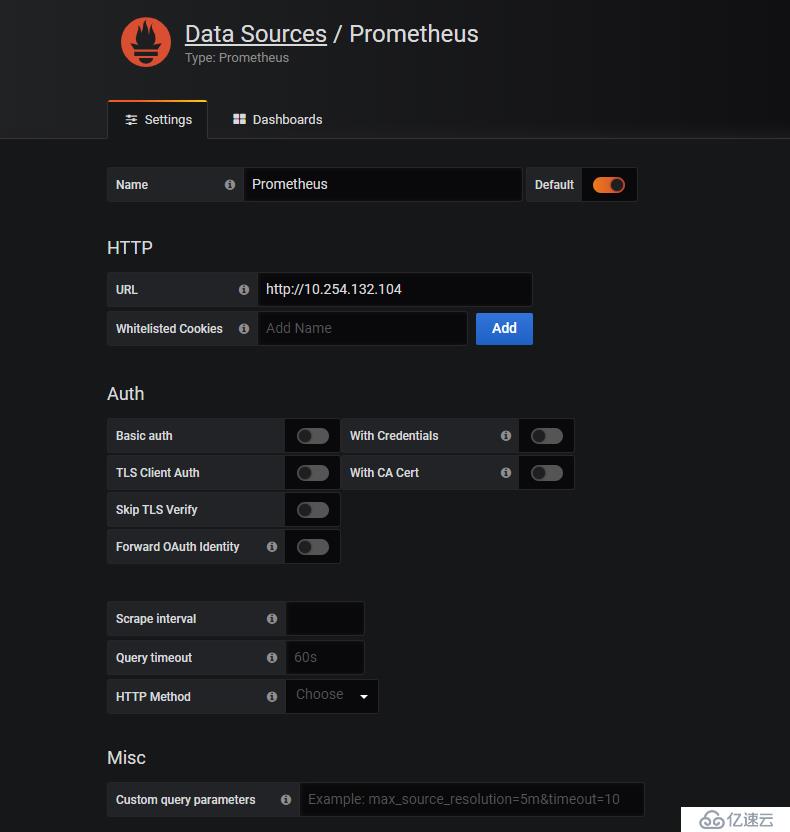 Data Sources / Prometheus
Type: Prometheus
Settings
Dashboards
Name
Prometheus
Default
HTTP
URL
http://10.254.132.104
Whitelisted Cookies
Add Name
Add
Auth
Basic auth
With Credentials
TLS Client Auth
With CA Cert
Skip TLS Verify
Forward OAuth Identity
Scrape interval
Query timeout
60s
HTTP Method
Choose
Misc
Custom query parameters
Example: max_source_resolution=5m&timeout=10
亿速云